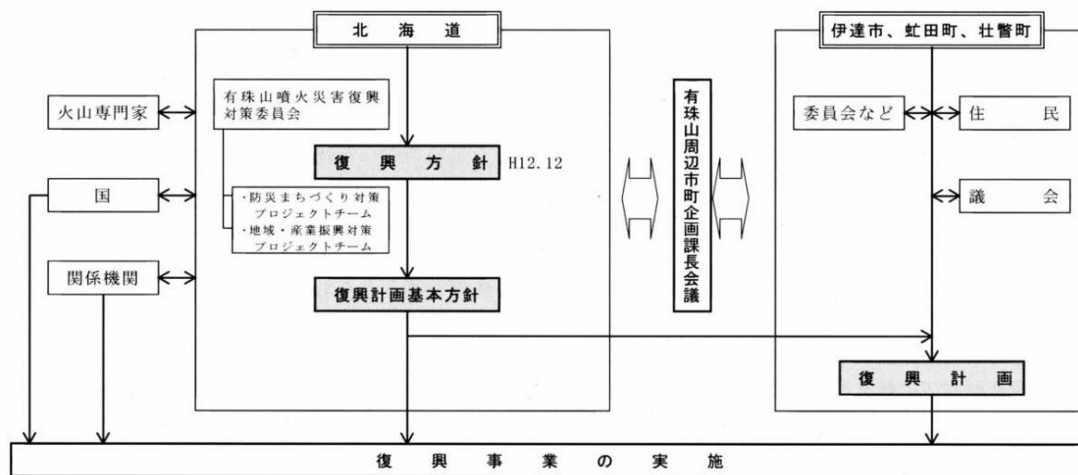 北海道
伊達市、虻田町、壮瞥町
有珠山噴火災害復興
対策委員会
火山専門家
国
関係機関
復興方針
H12.12
・防災まちづくり対策
プロジェクトチーム
・地域・産業振興対策
プロジェクトチーム
復興計画基本方針
有珠山周辺市町企画課長会議
委員会など
住民
議会
復興計画
復興事業の実施